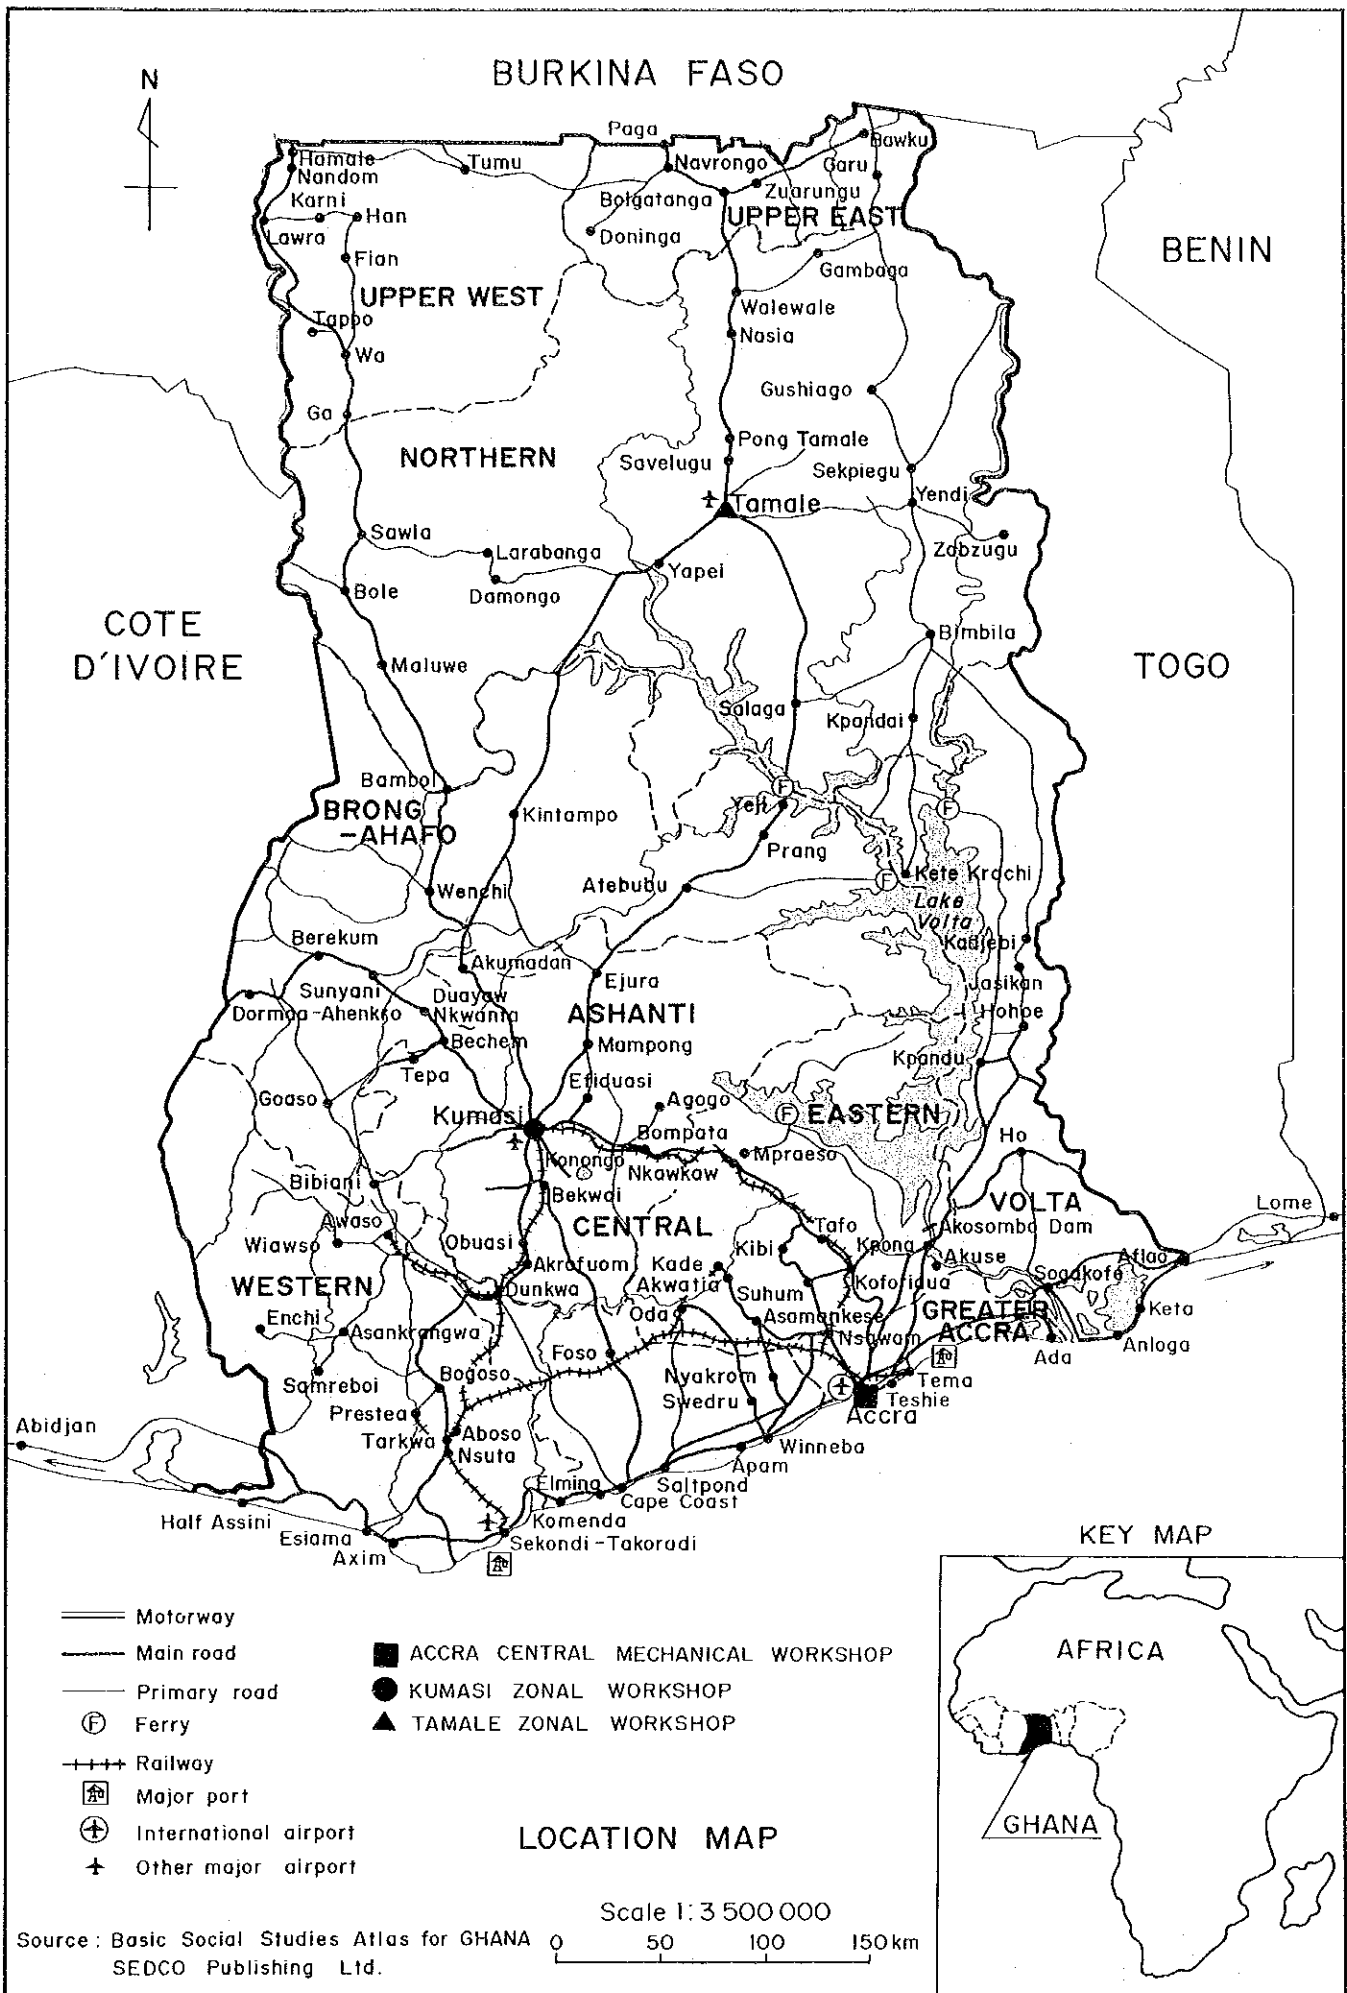 BURKINA FASO
N
Paga
Bawku
Hamale
Nandom
Tumu
Navrongo
Garu
Zuarungu
Karni
Han
Bolgatanga
UPPER EAST
Lawra
Doninga
BENIN
Fian
Gambaga
UPPER WEST
Walewale
Tappo
Nasia
Wa
Gushiago
Ga
Pong Tamale
NORTHERN
Savelugu
Sekpiegu
Tamale
Yendi
Sawla
Larabanga
Zabzugu
Yapei
Bole
Damongo
COTE
D'IVOIRE
Bimbila
Maluwe
TOGO
Salaga
Kpandai
Bamboi
F
BRONG
-AHAFO
Kintampo
Yeji
F
Prang
Wenchi
Atebubu
F
Kete Krachi
Lake
Volta
Berekum
Kadjebi
Akumadan
Ejura
Sunyani
Duayaw
Nkwanta
Jasikan
Dormaa-Ahenkro
ASHANTI
Hohoe
Bechem
Mampong
Kpandu
Tepa
Efiduasi
Goaso
Agogo
Kumasi
F
EASTERN
Bompata
Ho
Konongo
Nkawkaw
Mpraeso
Bibiani
Bekwai
VOLTA
Lome
Awaso
CENTRAL
Tafo
Akosombo Dam
Wiawso
Obuasi
Kibi
Kpong
Akuse
Aflao
Akrofuom
Kade
WESTERN
Akwatia
Koforidua
Sogakofe
Dunkwa
Suhum
Enchi
Oda
Asamankese
GREATER
ACCRA
Keta
Asankrangwa
Nsawam
Anloga
Foso
Ada
Samreboi
Bogoso
Nyakrom
Tema
Prestea
Swedru
Teshie
Accra
Abidjan
Aboso
Tarkwa
Nsuta
Winneba
Apam
Elmina
Saltpond
Cape Coast
Half Assini
Komenda
Esiama
Sekondi-Takoradi
Axim
KEY MAP
AFRICA
GHANA
Motorway
Main road
Primary road
F Ferry
Railway
Major port
International airport
Other major airport
ACCRA CENTRAL MECHANICAL WORKSHOP
KUMASI ZONAL WORKSHOP
TAMALE ZONAL WORKSHOP
LOCATION MAP
Scale 1:3 500 000
0 50 100 150km
Source: Basic Social Studies Atlas for GHANA
SEDCO Publishing Ltd.